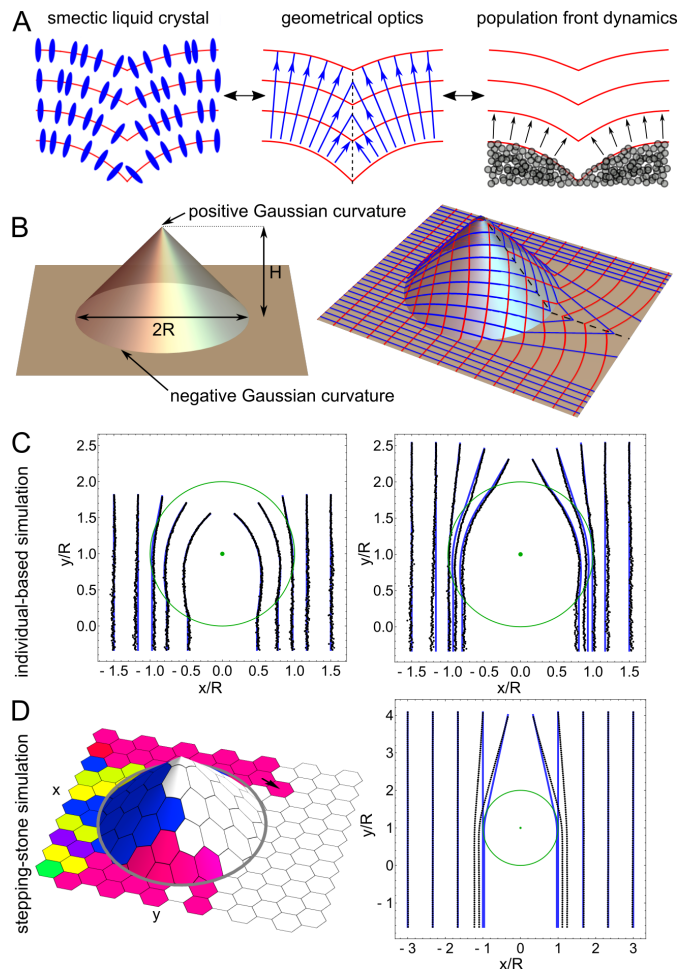 A
smectic liquid crystal
geometrical optics
population front dynamics
B
positive Gaussian curvature
H
2R
negative Gaussian curvature
C
individual-based simulation
y/R
2.5
2.0
1.5
1.0
0.5
0.0
- 1.5 - 1.0 - 0.5 0.0 0.5 1.0 1.5
x/R
y/R
2.5
2.0
1.5
1.0
0.5
0.0
- 1.5 - 1.0 - 0.5 0.0 0.5 1.0 1.5
x/R
D
stepping-stone simulation
x
y
y/R
4
3
2
1
0
- 1
- 3 - 2 - 1 0 1 2 3
x/R